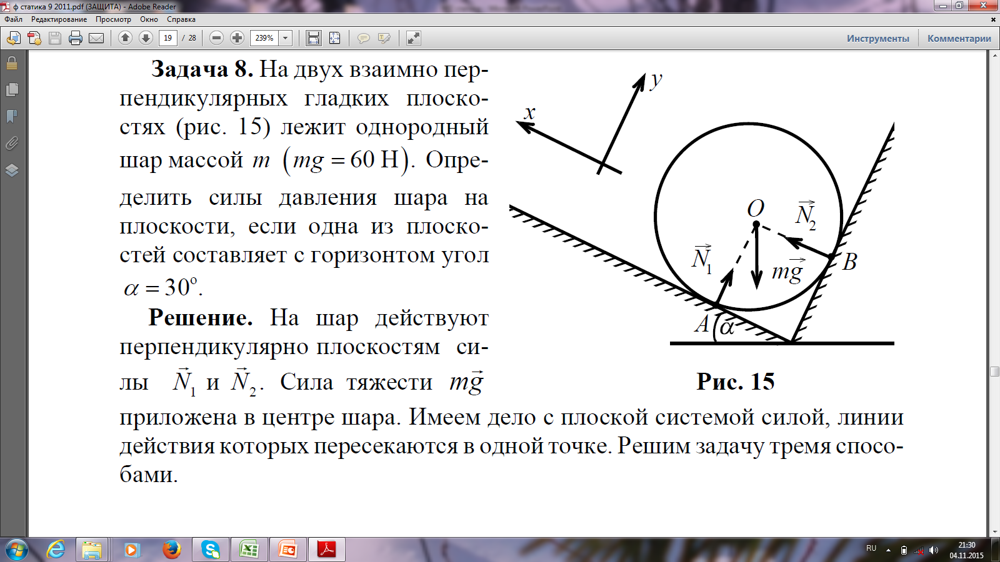 ф статика 9 2011.pdf (ЗАЩИТА) - Adobe Reader
Файл Редактирование Просмотр Окно Справка
19 / 28 239% Инструменты Комментарии
Задача 8. На двух взаимно пер-
пендикулярных гладких плоско-
стях (рис. 15) лежит однородный
шар массой m (mg = 60 Н). Опре-
делить силы давления шара на
плоскости, если одна из плоско-
стей составляет с горизонтом угол
α = 30°.
Решение. На шар действуют
перпендикулярно плоскостям си-
лы N⃗₁ и N⃗₂. Сила тяжести mg⃗
приложена в центре шара. Имеем дело с плоской системой силой, линии
действия которых пересекаются в одной точке. Решим задачу тремя спосо-
бами.
y
x
O
N⃗₂
N⃗₁
mg⃗
B
A
α
Рис. 15
RU
21:30
04.11.2015